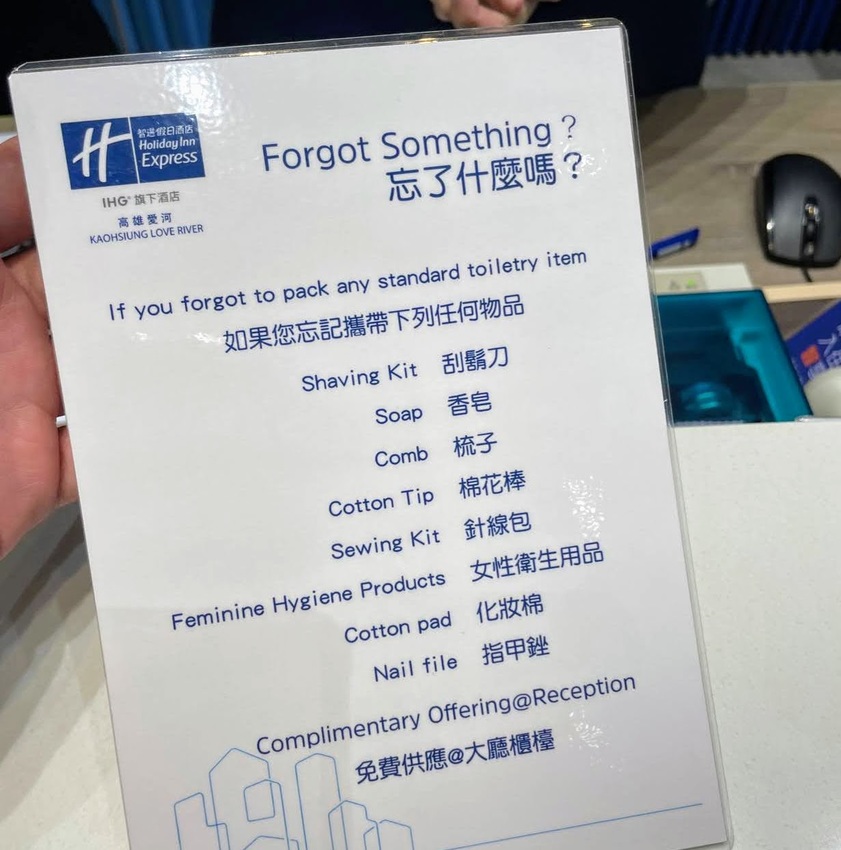 智選假日酒店
Holiday Inn
Express
IHG® 旗下酒店
高雄愛河
KAOHSIUNG LOVE RIVER
Forgot Something?
忘了什麼嗎?
If you forgot to pack any standard toiletry item
如果您忘記攜帶下列任何物品
Shaving Kit 刮鬍刀
Soap 香皂
Comb 梳子
Cotton Tip 棉花棒
Sewing Kit 針線包
Feminine Hygiene Products 女性衛生用品
Cotton pad 化妝棉
Nail file 指甲銼
Complimentary Offering@Reception
免費供應@大廳櫃檯